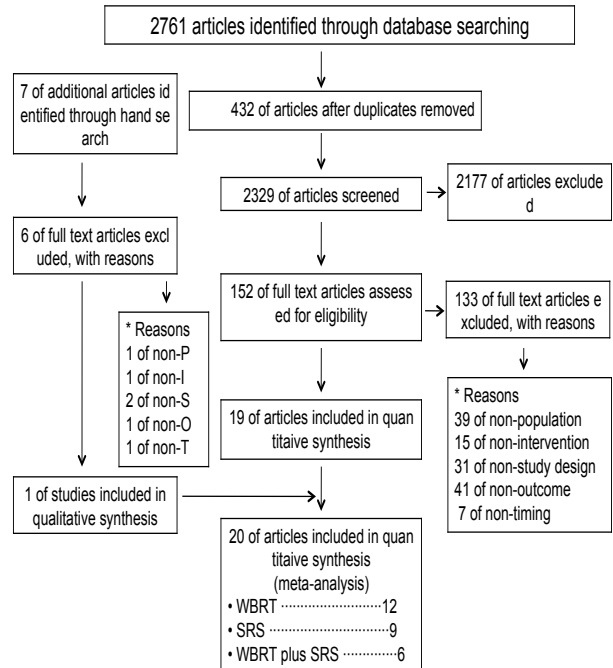 2761 articles identified through database searching
7 of additional articles id
entified through hand se
arch
432 of articles after duplicates removed
2329 of articles screened
2177 of articles exclude
d
6 of full text articles excl
uded, with reasons
152 of full text articles assess
ed for eligibility
133 of full text articles e
xcluded, with reasons
* Reasons
1 of non-P
1 of non-I
2 of non-S
1 of non-O
1 of non-T
* Reasons
39 of non-population
15 of non-intervention
31 of non-study design
41 of non-outcome
7 of non-timing
19 of articles included in quan
titaive synthesis
1 of studies included in
qualitative synthesis
20 of articles included in quan
titaive synthesis
(meta-analysis)
• WBRT ································12
• SRS ·································9
• WBRT plus SRS ·············6